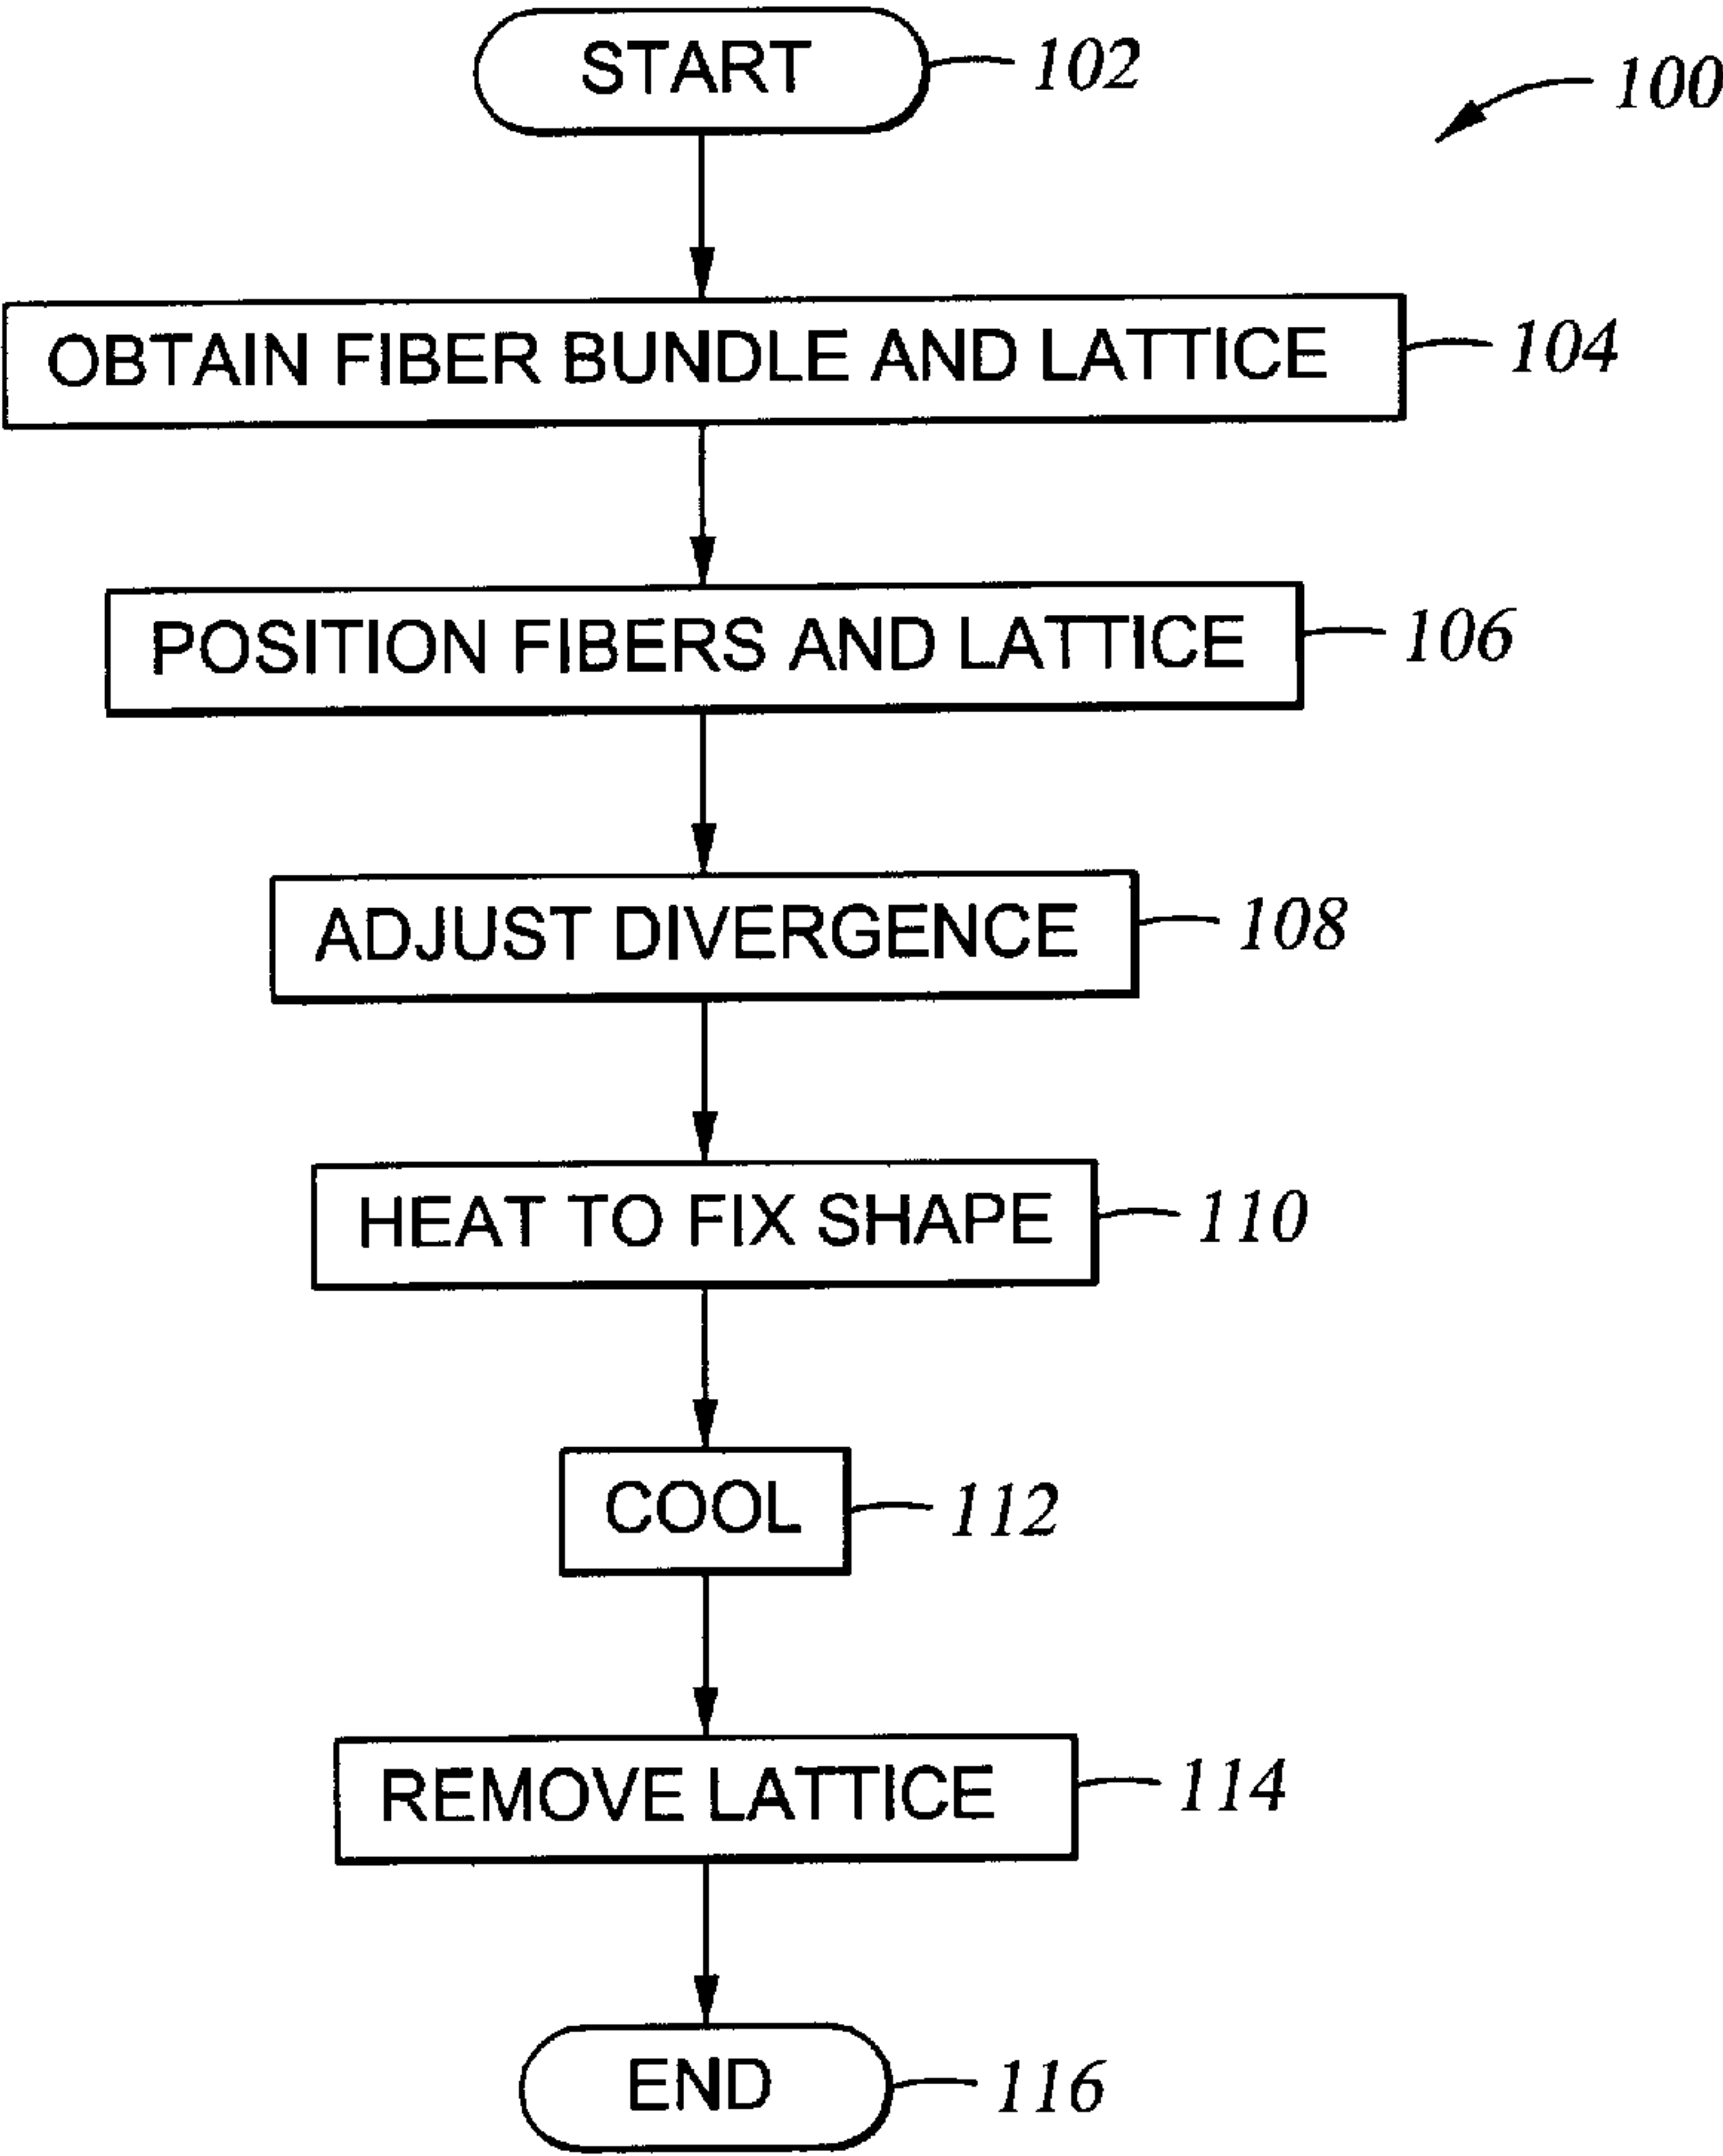 START 102
100
OBTAIN FIBER BUNDLE AND LATTICE 104
POSITION FIBERS AND LATTICE 106
ADJUST DIVERGENCE 108
HEAT TO FIX SHAPE 110
COOL 112
REMOVE LATTICE 114
END 116